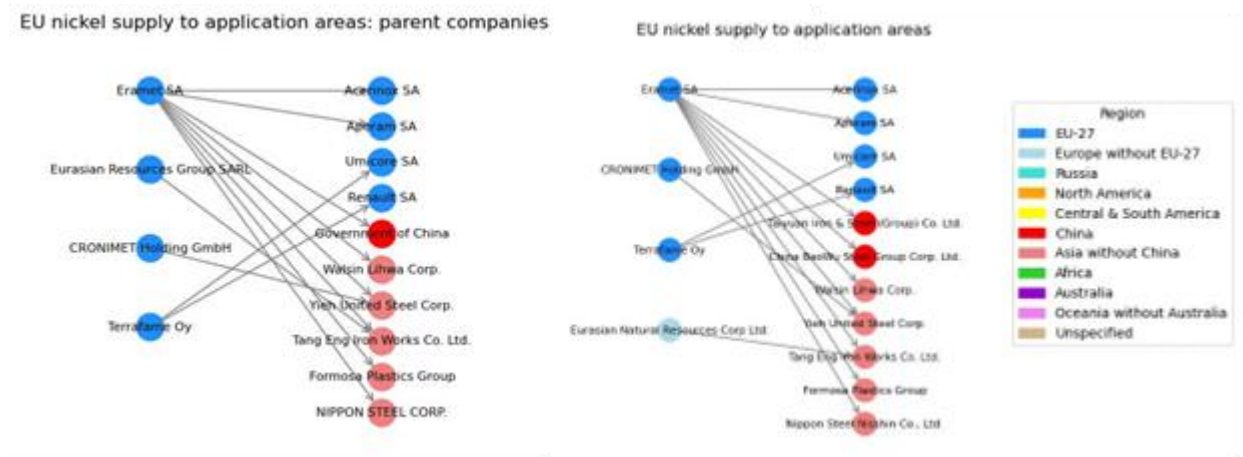 EU nickel supply to application areas: parent companies
Eramet SA
Eurasian Resources Group SARL
CRONIMET Holding GmbH
Terrafame Oy
Acerinox SA
Aperam SA
Umicore SA
Renault SA
Government of China
Walsin Lihwa Corp.
Yieh United Steel Corp.
Tang Eng Iron Works Co. Ltd.
Formosa Plastics Group
NIPPON STEEL CORP.
EU nickel supply to application areas
Eramet SA
CRONIMET Holding GmbH
Terrafame Oy
Eurasian Natural Resources Corp Ltd
Acerinox SA
Aperam SA
Umicore SA
Renault SA
Iron & (Group) Co. Ltd.
China BaoWu Steel Group Corp. Ltd.
Walsin Lihwa Corp.
Yieh United Steel Corp.
Tang Eng Iron Works Co. Ltd.
Formosa Plastics Group
Nippon Steel Nisshin Co., Ltd
Region
EU-27
Europe without EU-27
Russia
North America
Central & South America
China
Asia without China
Africa
Australia
Oceania without Australia
Unspecified